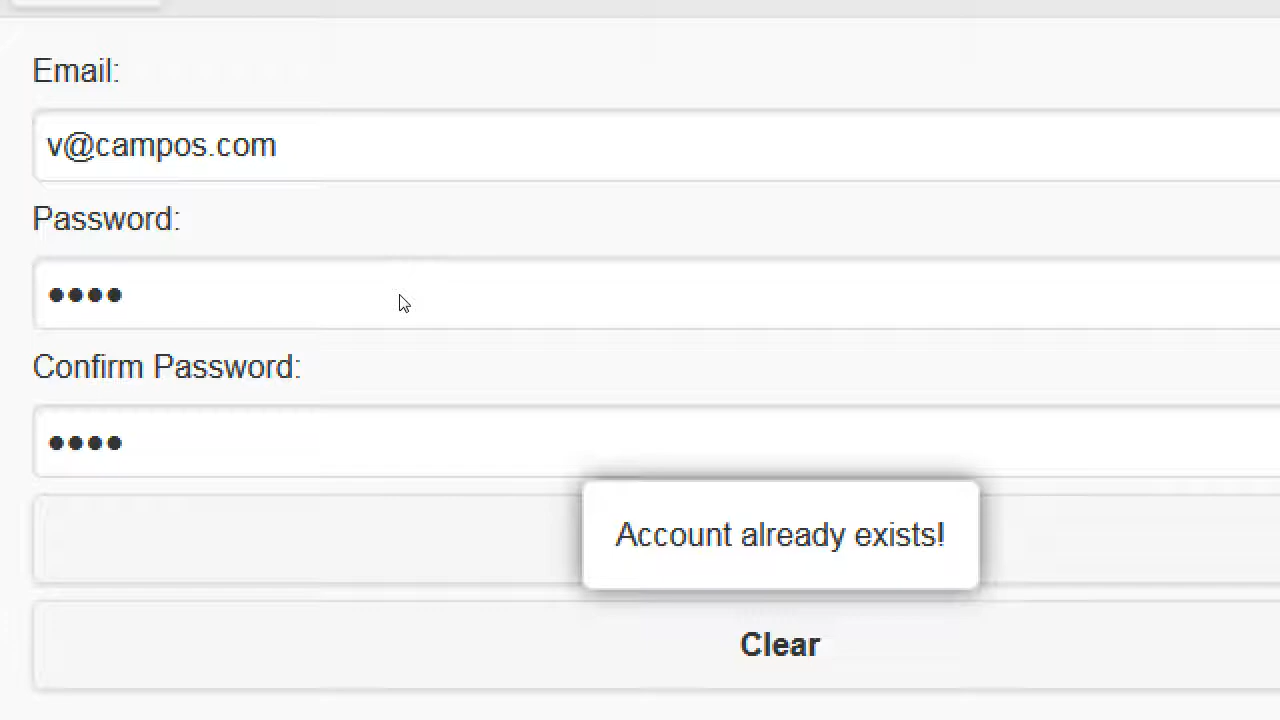 Email:
v@campos.com
Password:
••••
Confirm Password:
••••
Account already exists!
Clear